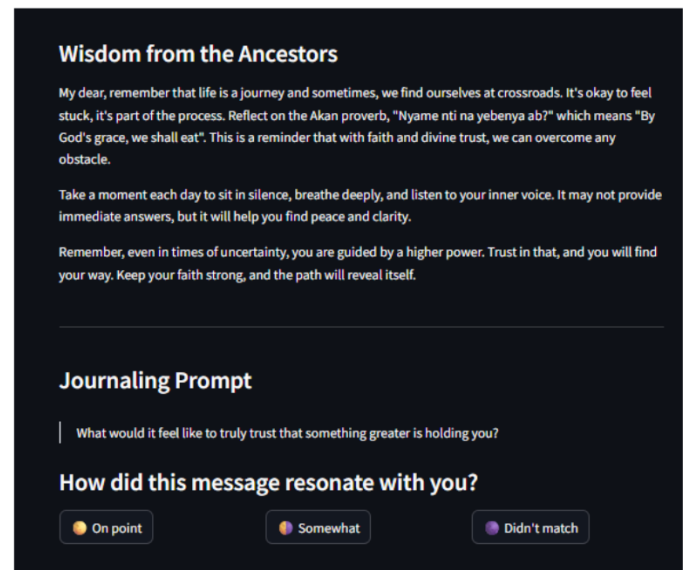 Wisdom from the Ancestors
My dear, remember that life is a journey and sometimes, we find ourselves at crossroads. It's okay to feel
stuck, it's part of the process. Reflect on the Akan proverb, "Nyame nti na yebenya ab?" which means "By
God's grace, we shall eat". This is a reminder that with faith and divine trust, we can overcome any
obstacle.
Take a moment each day to sit in silence, breathe deeply, and listen to your inner voice. It may not provide
immediate answers, but it will help you find peace and clarity.
Remember, even in times of uncertainty, you are guided by a higher power. Trust in that, and you will find
your way. Keep your faith strong, and the path will reveal itself.
Journaling Prompt
What would it feel like to truly trust that something greater is holding you?
How did this message resonate with you?
On point Somewhat Didn't match